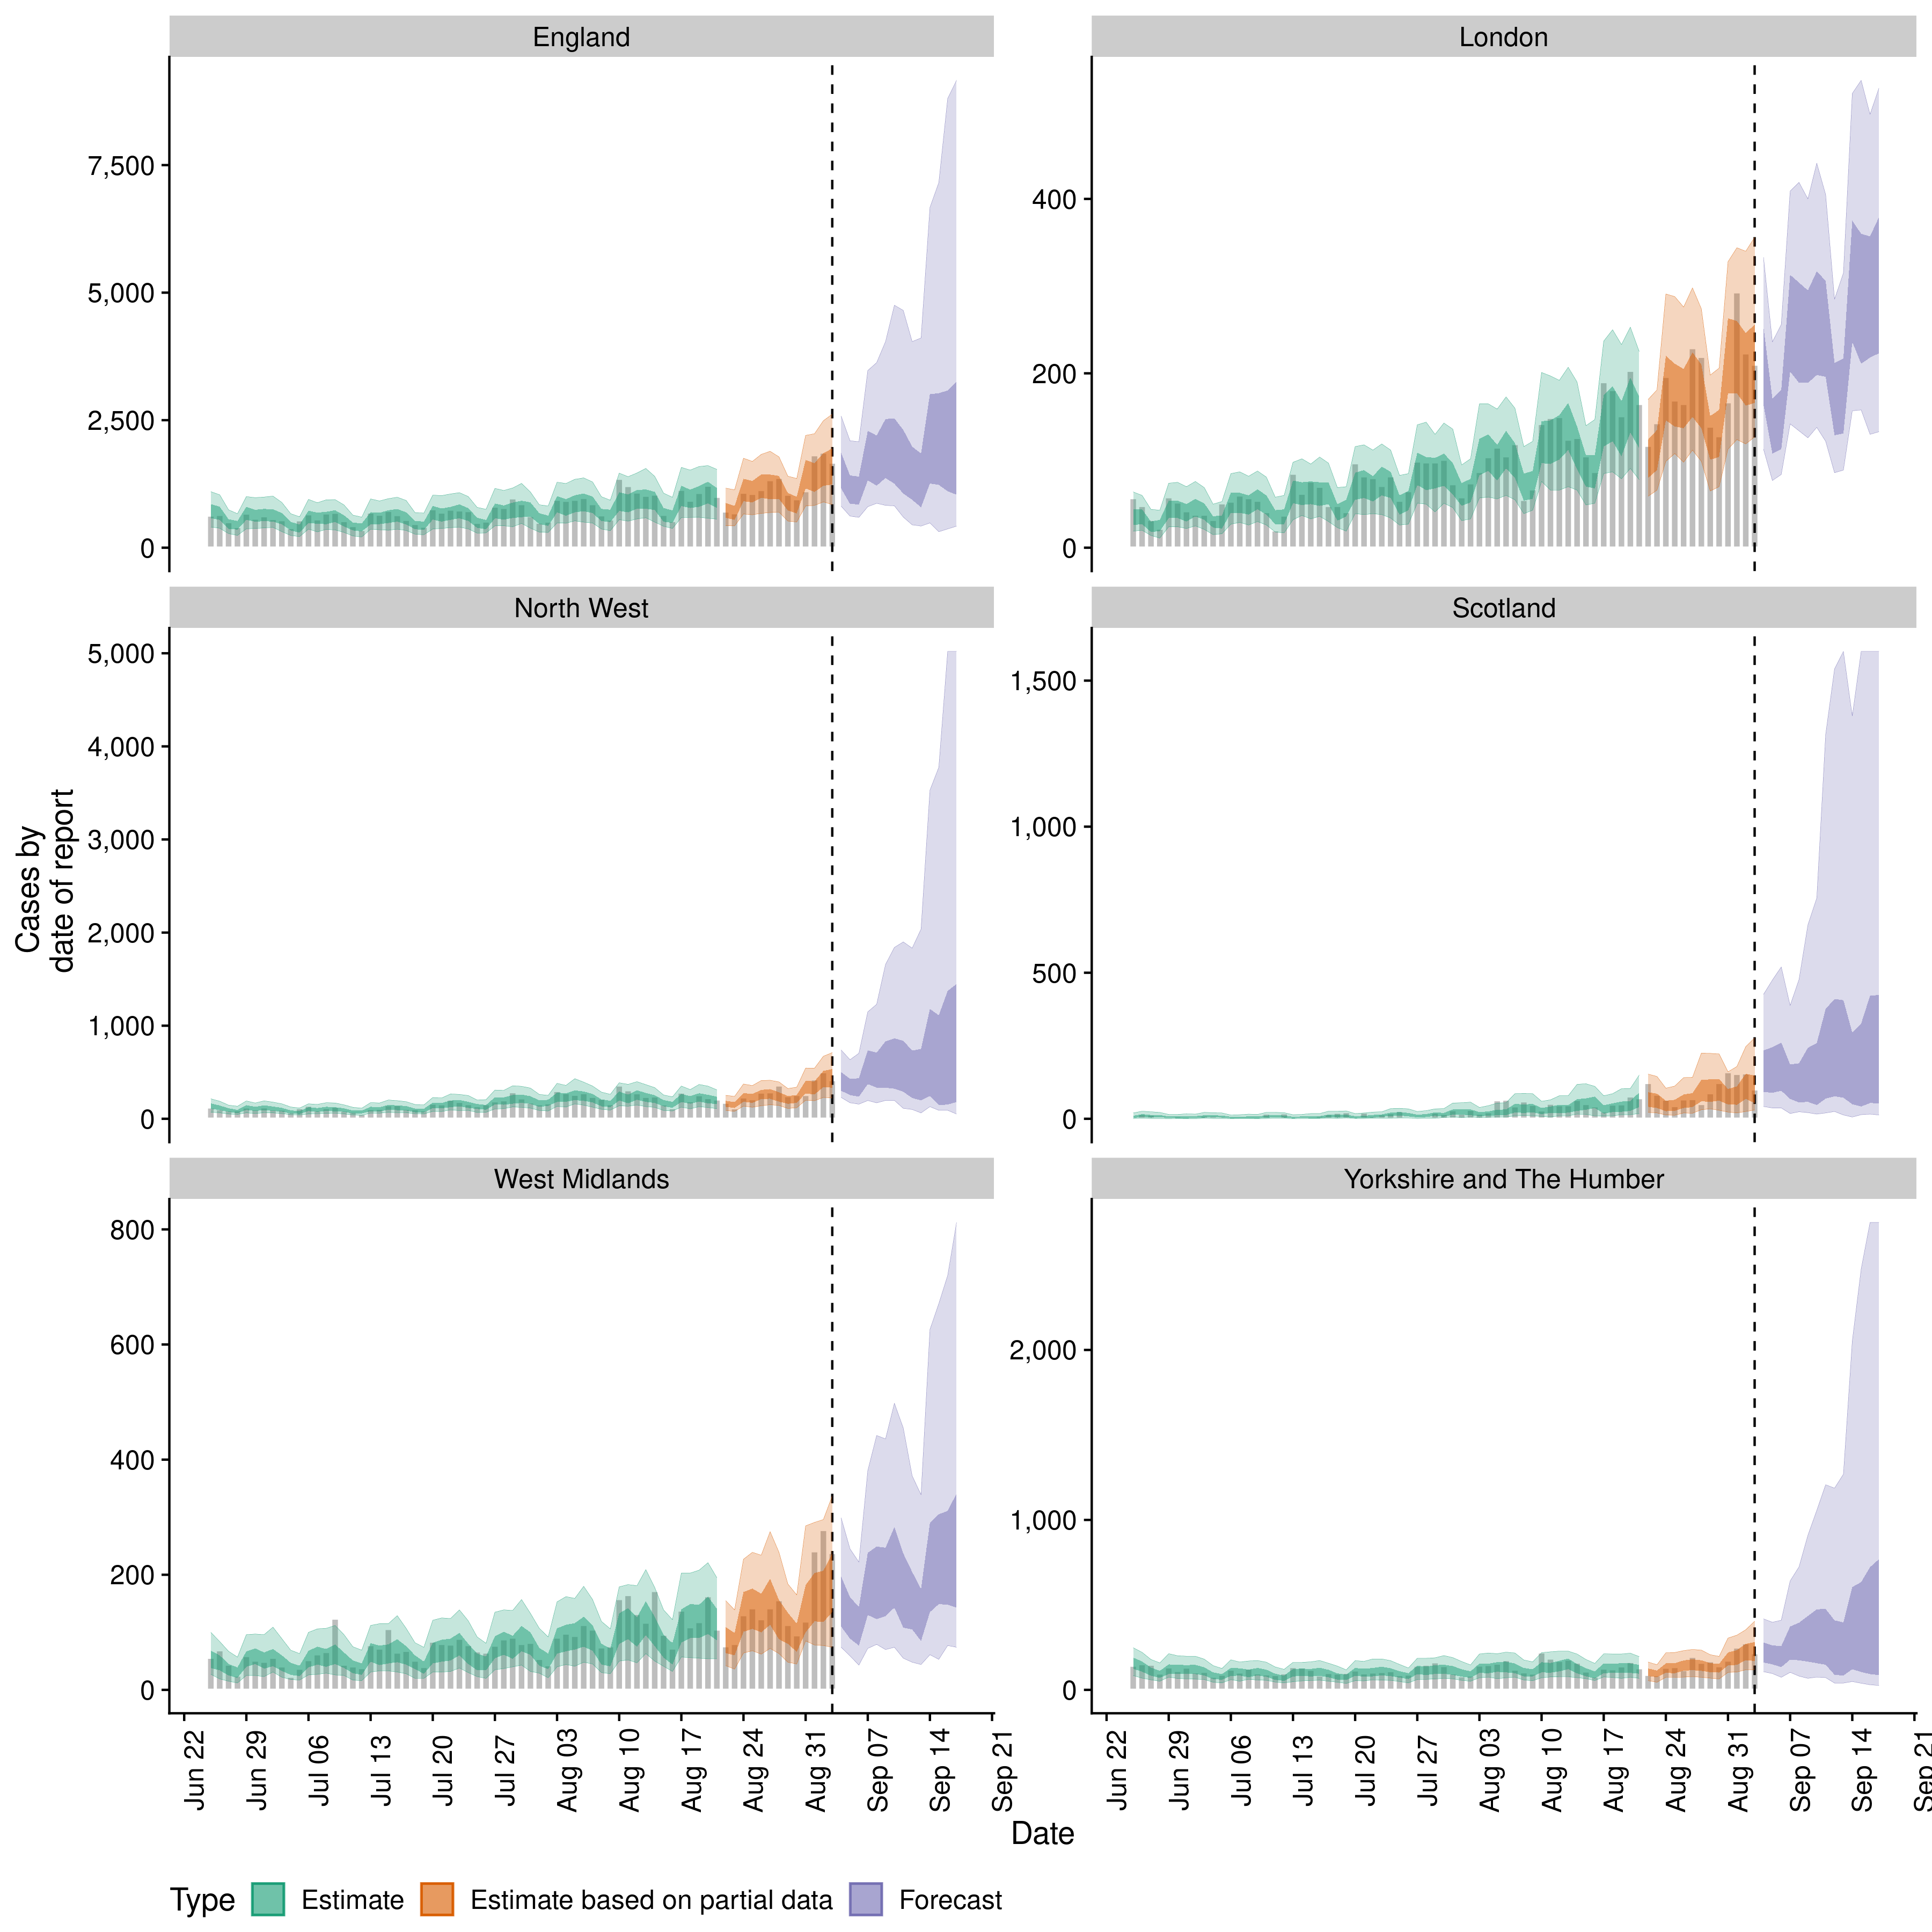 England
London
7,500
5,000
2,500
0
400
200
0
North West
Scotland
5,000
4,000
3,000
2,000
1,000
0
1,500
1,000
500
0
Cases by
date of report
West Midlands
Yorkshire and The Humber
800
600
400
200
0
2,000
1,000
0
Jun 22
Jun 29
Jul 06
Jul 13
Jul 20
Jul 27
Aug 03
Aug 10
Aug 17
Aug 24
Aug 31
Sep 07
Sep 14
Sep 21
Jun 22
Jun 29
Jul 06
Jul 13
Jul 20
Jul 27
Aug 03
Aug 10
Aug 17
Aug 24
Aug 31
Sep 07
Sep 14
Sep 21
Date
Type Estimate Estimate based on partial data Forecast